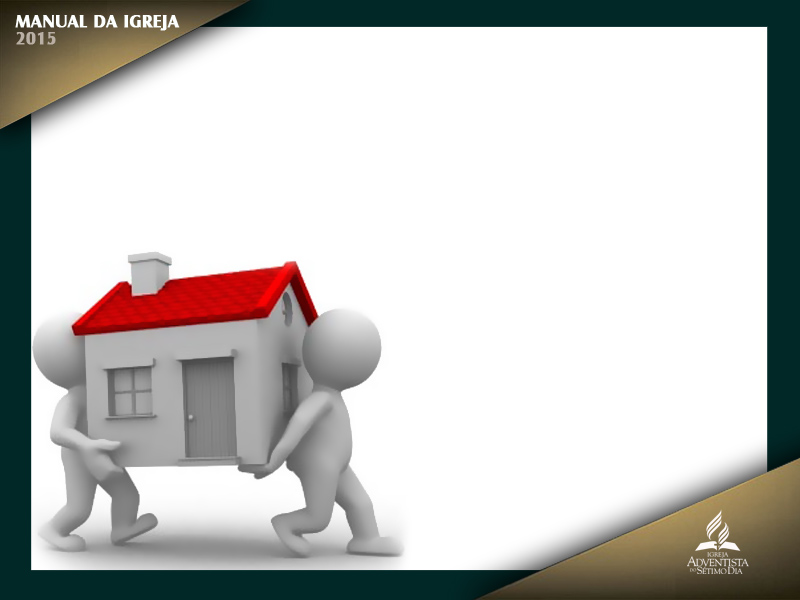 MANUAL DA IGREJA
2015
IGREJA
ADVENTISTA
DO SÉTIMO DIA